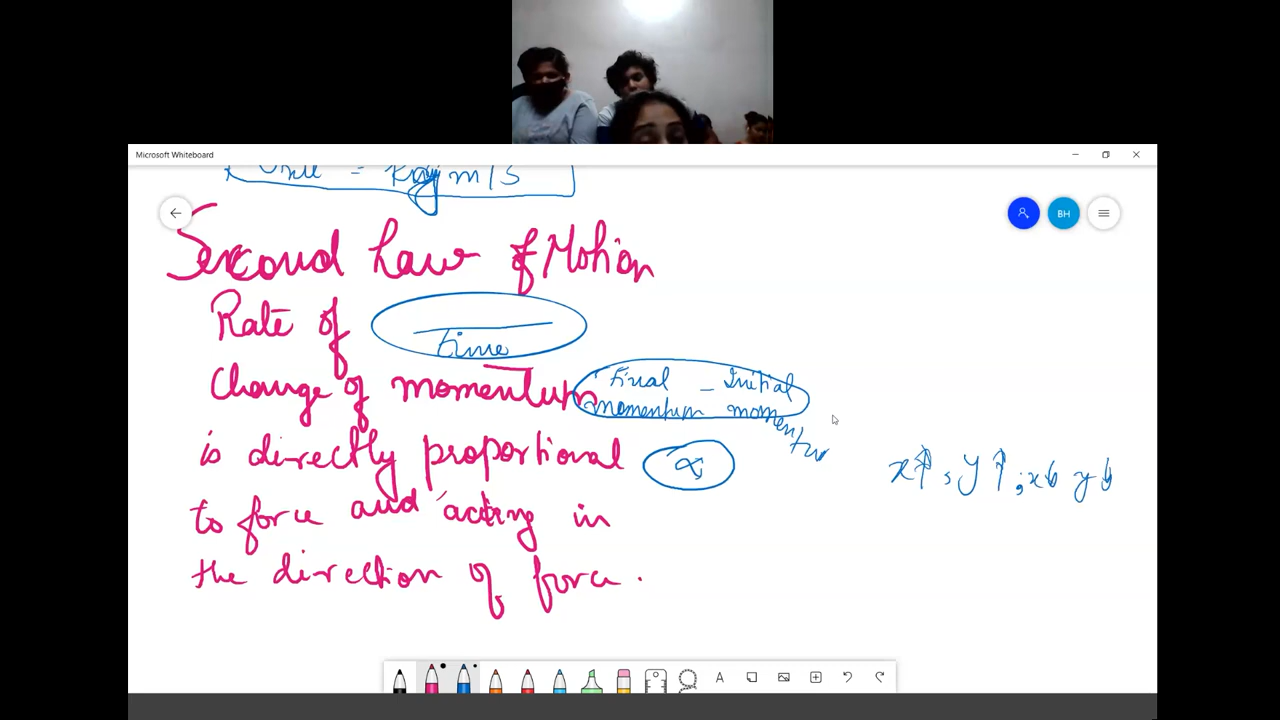 Microsoft Whiteboard
Unit = kg m/s
BH
Second Law of Motion
Rate of
Time
Change of momentum
Final momentum - Initial momentum
is directly proportional ∝
x↑, y↑; x↓ y↓
to force and acting in
the direction of force.
A